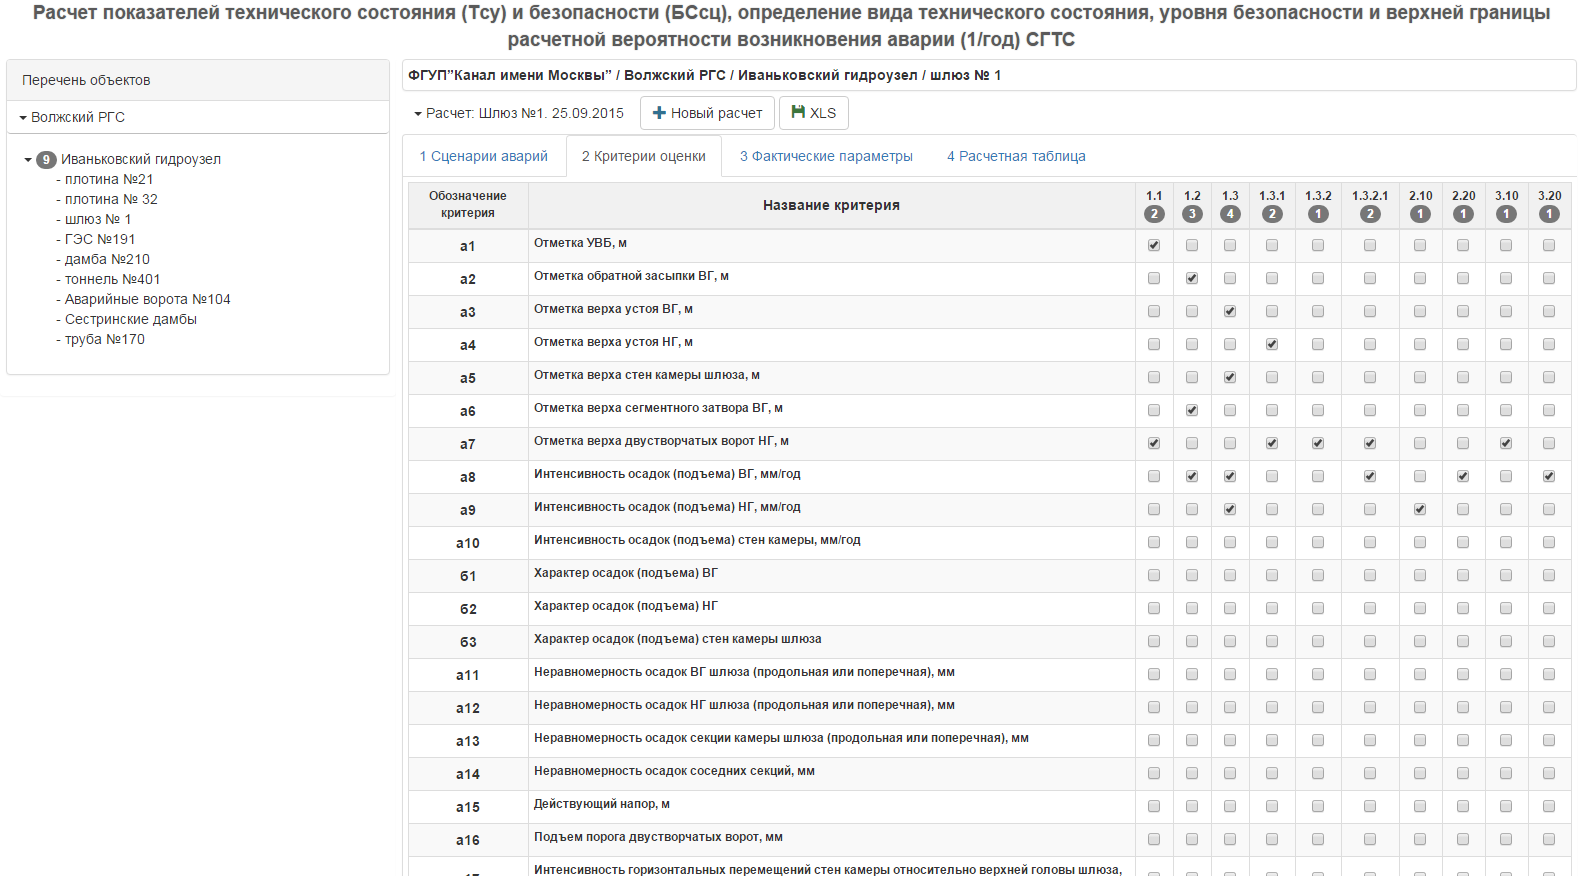 Расчет показателей технического состояния (Тсу) и безопасности (БСсц), определение вида технического состояния, уровня безопасности и верхней границы
расчетной вероятности возникновения аварии (1/год) СГТС
Перечень объектов
Волжский РГС
9 Иваньковский гидроузел
- плотина №21
- плотина № 32
- шлюз № 1
- ГЭС №191
- дамба №210
- тоннель №401
- Аварийные ворота №104
- Сестринские дамбы
- труба №170
ФГУП”Канал имени Москвы” / Волжский РГС / Иваньковский гидроузел / шлюз № 1
Расчет: Шлюз №1. 25.09.2015 Новый расчет XLS
1 Сценарии аварий 2 Критерии оценки 3 Фактические параметры 4 Расчетная таблица
Обозначение критерия Название критерия 1.1 1.2 1.3 1.3.1 1.3.2 1.3.2.1 2.10 2.20 3.10 3.20
2 3 4 2 1 2 1 1 1 1
а1 Отметка УВБ, м
а2 Отметка обратной засыпки ВГ, м
а3 Отметка верха устоя ВГ, м
а4 Отметка верха устоя НГ, м
а5 Отметка верха стен камеры шлюза, м
а6 Отметка верха сегментного затвора ВГ, м
а7 Отметка верха двустворчатых ворот НГ, м
а8 Интенсивность осадок (подъема) ВГ, мм/год
а9 Интенсивность осадок (подъема) НГ, мм/год
а10 Интенсивность осадок (подъема) стен камеры, мм/год
б1 Характер осадок (подъема) ВГ
б2 Характер осадок (подъема) НГ
б3 Характер осадок (подъема) стен камеры шлюза
а11 Неравномерность осадок ВГ шлюза (продольная или поперечная), мм
а12 Неравномерность осадок НГ шлюза (продольная или поперечная), мм
а13 Неравномерность осадок секции камеры шлюза (продольная или поперечная), мм
а14 Неравномерность осадок соседних секций, мм
а15 Действующий напор, м
а16 Подъем порога двустворчатых ворот, мм
Интенсивность горизонтальных перемещений стен камеры относительно верхней головы шлюза,